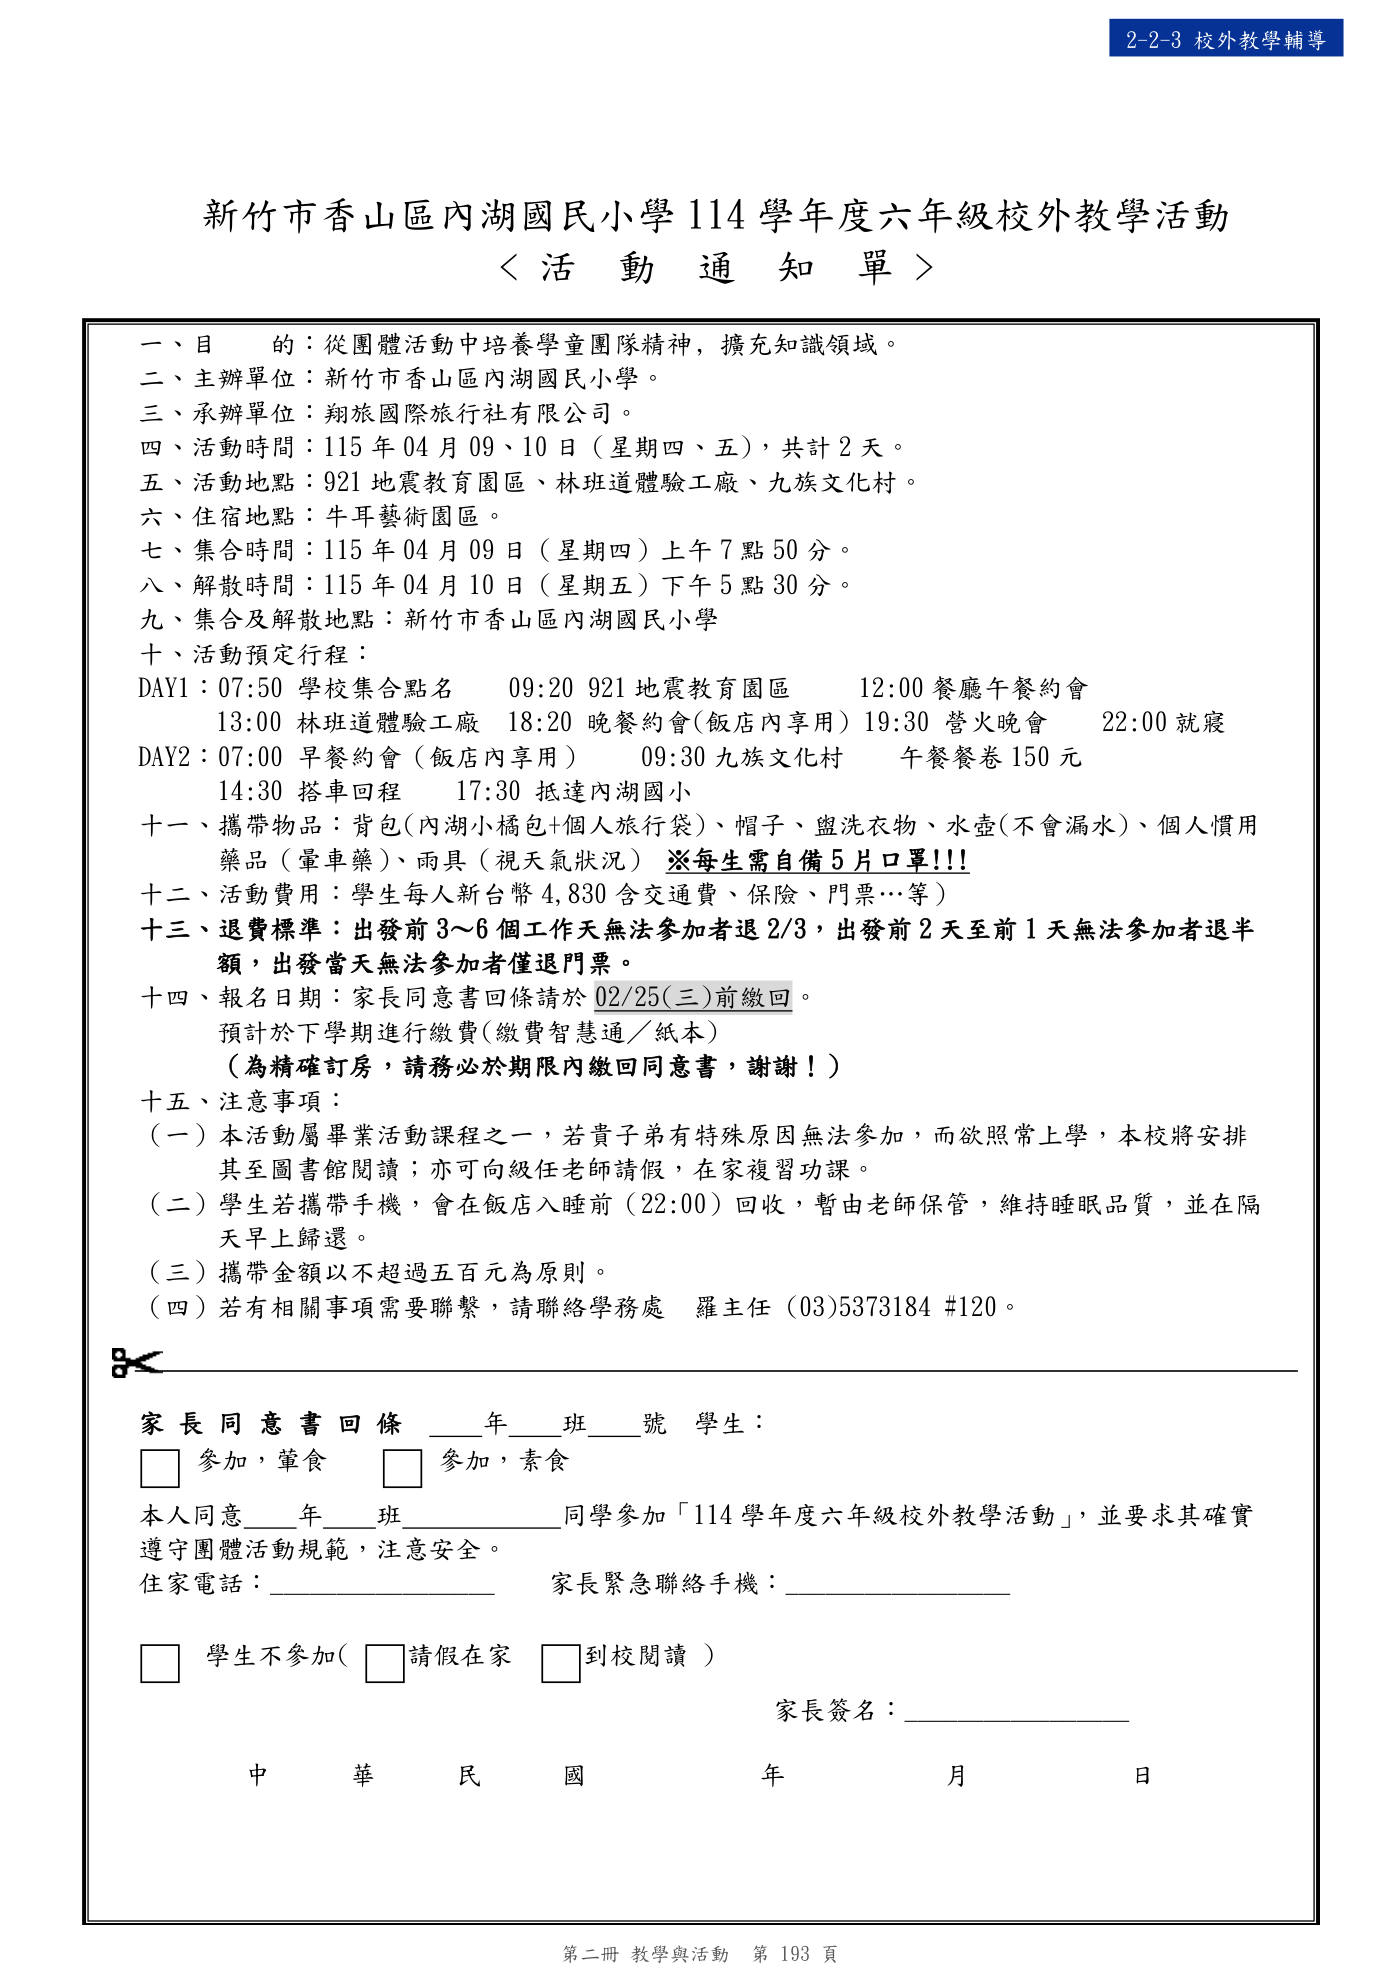 2-2-3 校外教學輔導
新竹市香山區內湖國民小學 114 學年度六年級校外教學活動
< 活 動 通 知 單 >
一、目　　的：從團體活動中培養學童團隊精神, 擴充知識領域。
二、主辦單位：新竹市香山區內湖國民小學。
三、承辦單位：翔旅國際旅行社有限公司。
四、活動時間：115 年 04 月 09、10 日（星期四、五），共計 2 天。
五、活動地點：921 地震教育園區、林班道體驗工廠、九族文化村。
六、住宿地點：牛耳藝術園區。
七、集合時間：115 年 04 月 09 日（星期四）上午 7 點 50 分。
八、解散時間：115 年 04 月 10 日（星期五）下午 5 點 30 分。
九、集合及解散地點：新竹市香山區內湖國民小學
十、活動預定行程：
DAY1：07:50 學校集合點名　　09:20 921 地震教育園區　　12:00 餐廳午餐約會
13:00 林班道體驗工廠　18:20 晚餐約會(飯店內享用) 19:30 營火晚會　　22:00 就寢
DAY2：07:00 早餐約會（飯店內享用）　　09:30 九族文化村　　午餐餐卷 150 元
14:30 搭車回程　　17:30 抵達內湖國小
十一、攜帶物品：背包(內湖小橘包+個人旅行袋)、帽子、盥洗衣物、水壺(不會漏水)、個人慣用
藥品（暈車藥）、雨具（視天氣狀況）　※每生需自備 5 片口罩!!!
十二、活動費用：學生每人新台幣 4,830 含交通費、保險、門票…等）
十三、退費標準：出發前 3～6 個工作天無法參加者退 2/3，出發前 2 天至前 1 天無法參加者退半
額，出發當天無法參加者僅退門票。
十四、報名日期：家長同意書回條請於 02/25(三)前繳回。
預計於下學期進行繳費(繳費智慧通／紙本)
（為精確訂房，請務必於期限內繳回同意書，謝謝！）
十五、注意事項：
（一）本活動屬畢業活動課程之一，若貴子弟有特殊原因無法參加，而欲照常上學，本校將安排
其至圖書館閱讀；亦可向級任老師請假，在家複習功課。
（二）學生若攜帶手機，會在飯店入睡前（22:00）回收，暫由老師保管，維持睡眠品質，並在隔
天早上歸還。
（三）攜帶金額以不超過五百元為原則。
（四）若有相關事項需要聯繫，請聯絡學務處　羅主任 (03)5373184 #120。
家 長 同 意 書 回 條　____年____班____號　學生：
□ 參加，葷食　　□ 參加，素食
本人同意____年____班____________同學參加「114 學年度六年級校外教學活動」，並要求其確實
遵守團體活動規範，注意安全。
住家電話：_________________　　家長緊急聯絡手機：_________________
□ 學生不參加( □請假在家　□到校閱讀 )
家長簽名：_________________
中　華　民　國　　　年　　　月　　　日
第二冊 教學與活動　第 193 頁